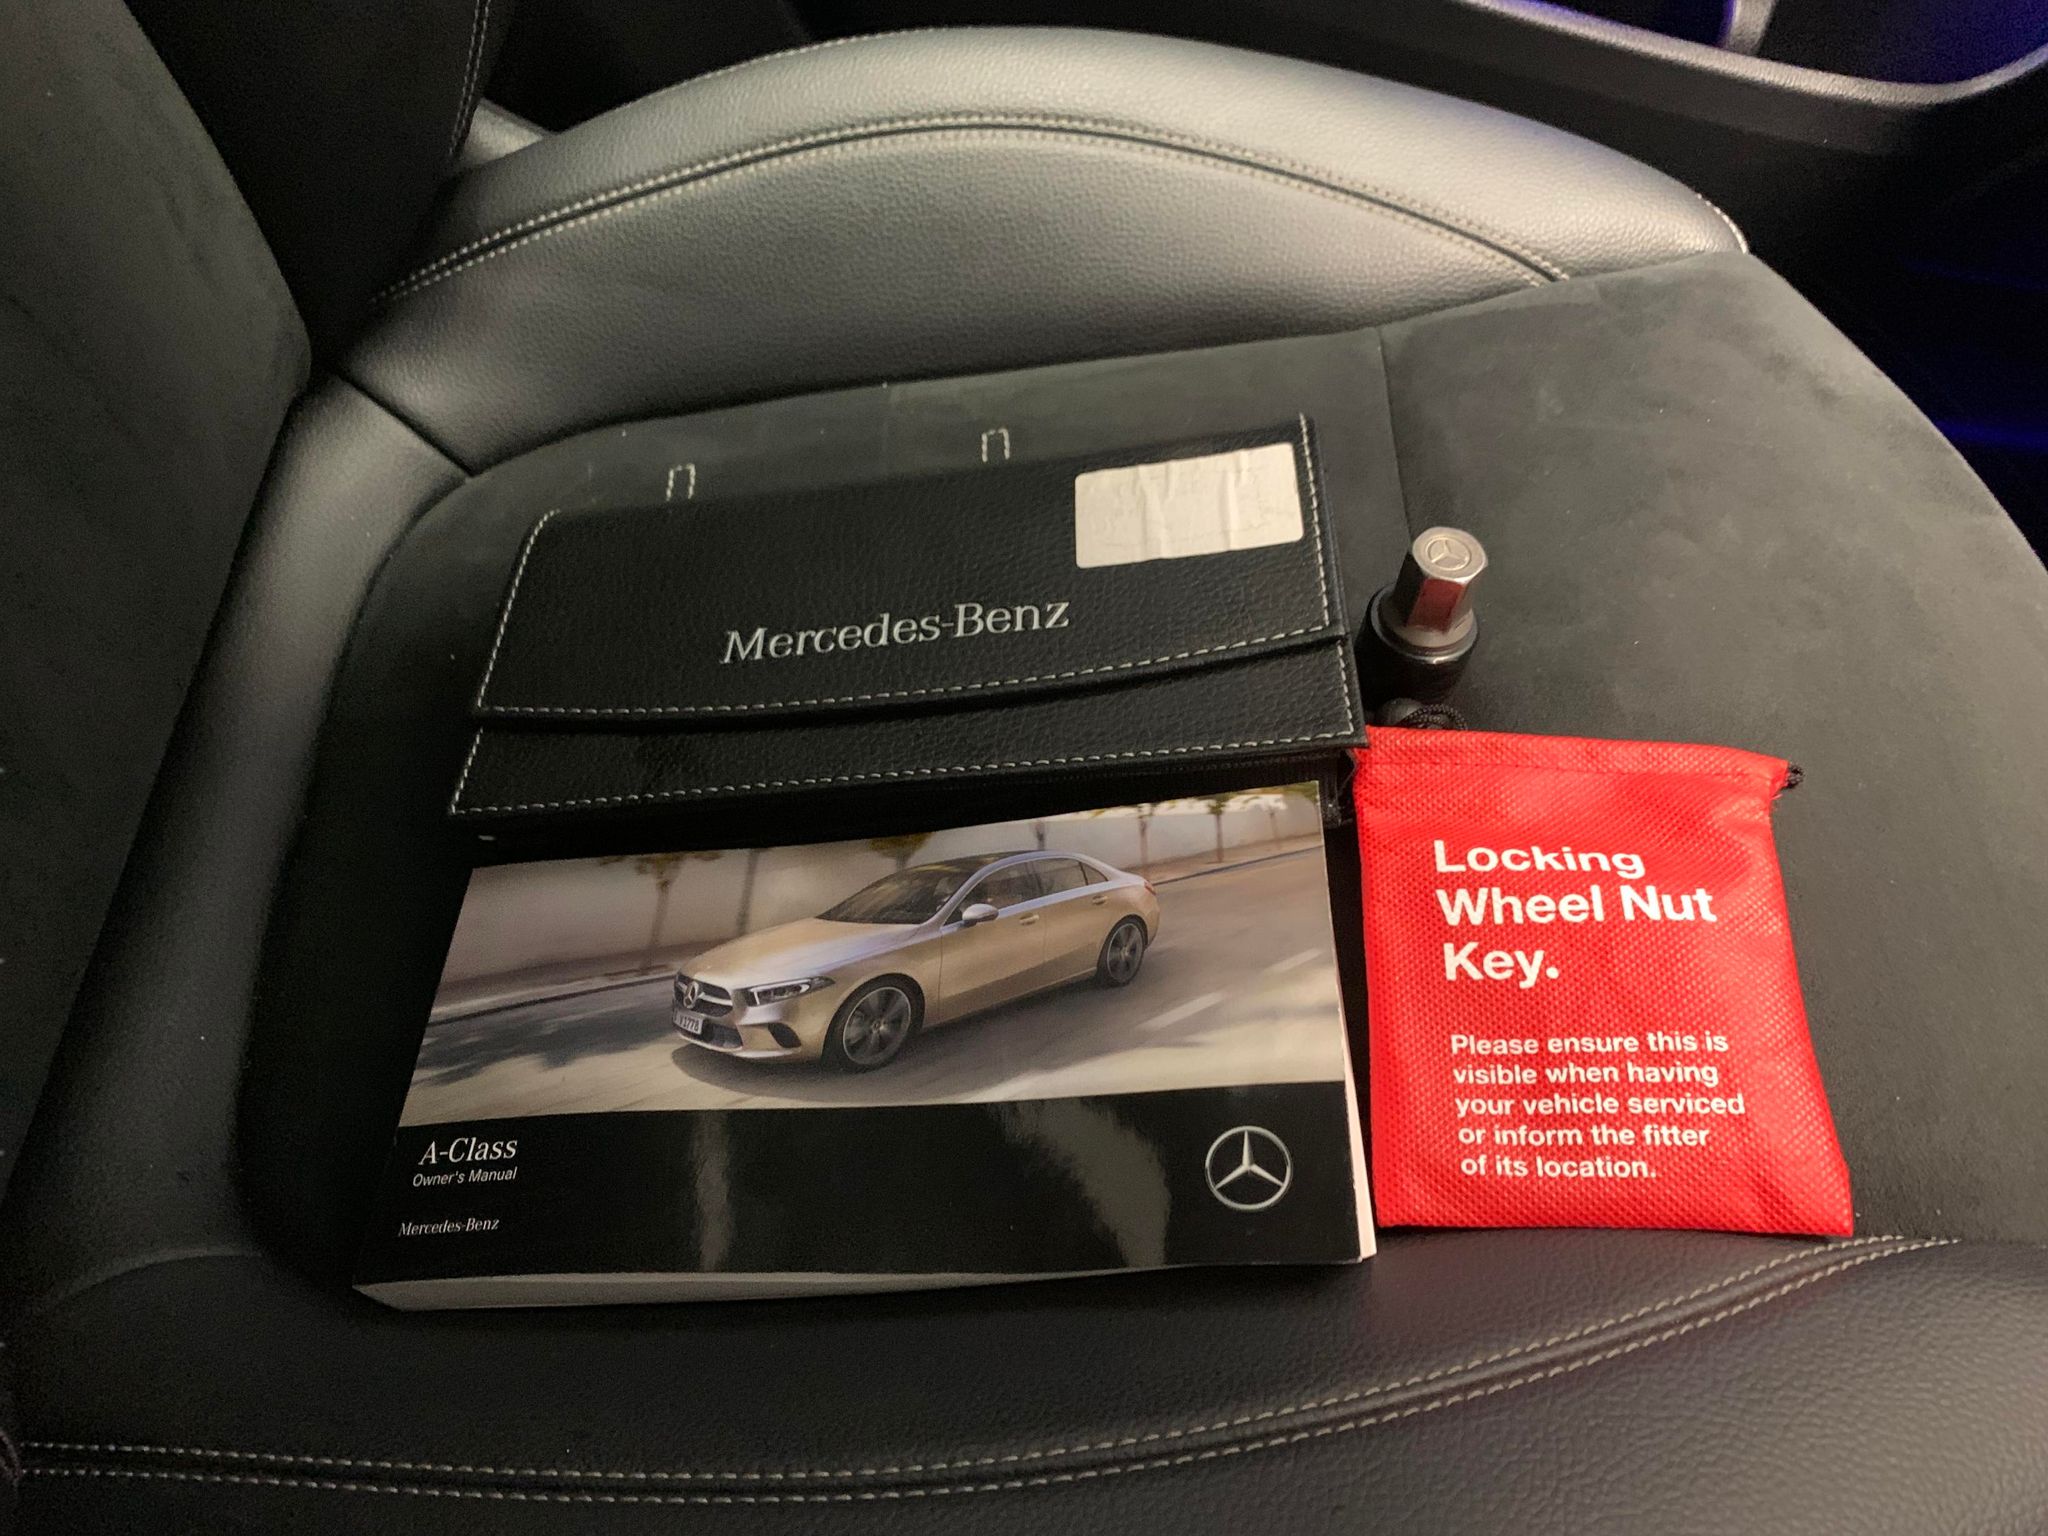 Mercedes-Benz
A-Class
Owner's Manual
Mercedes-Benz
Locking
Wheel Nut
Key.
Please ensure this is
visible when having
your vehicle serviced
or inform the fitter
of its location.